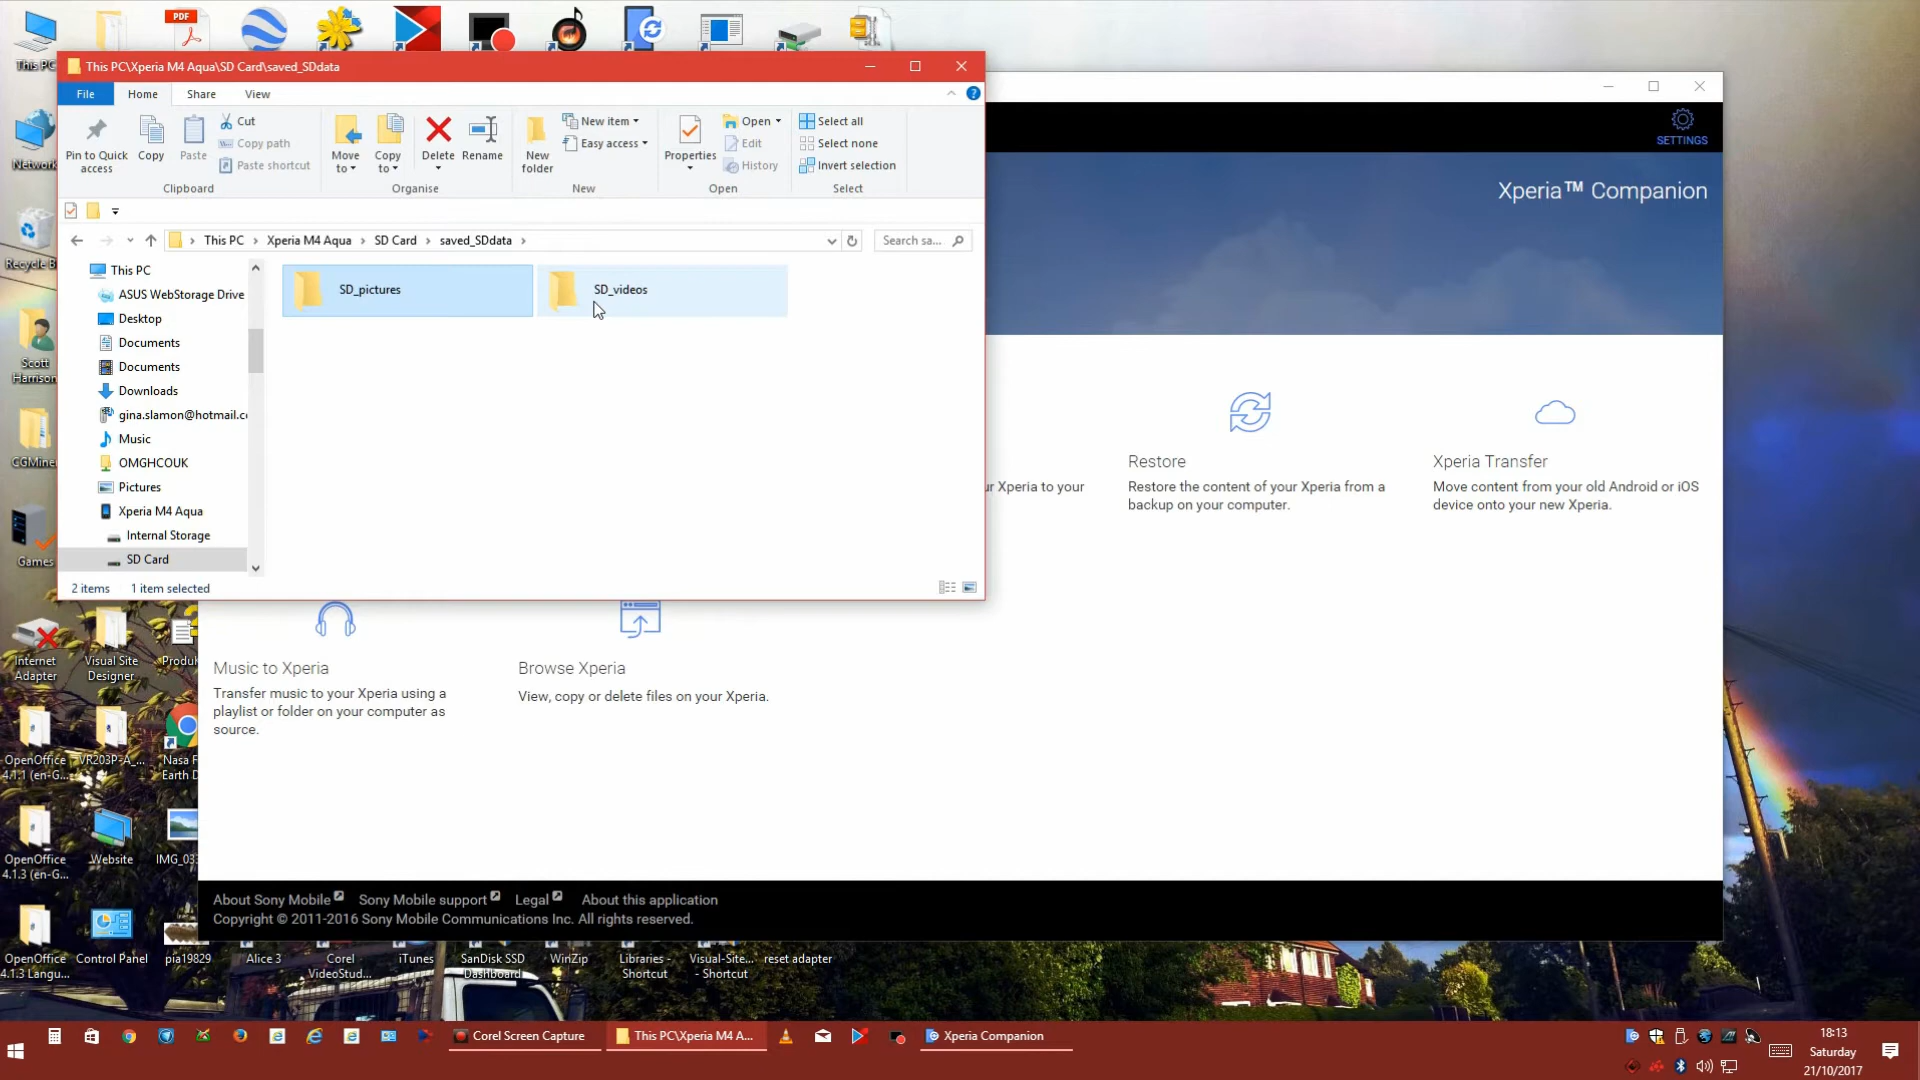 PDF
This PC
This PC\Xperia M4 Aqua\SD Card\saved_SDdata
File
Home
Share
View
Pin to Quick
access
Copy
Paste
Cut
Copy path
Paste shortcut
Clipboard
Move
to
Copy
to
Delete
Rename
Organise
New
folder
New item
Easy access
New
Properties
Open
Edit
History
Open
Select all
Select none
Invert selection
Select
This PC
Xperia M4 Aqua
SD Card
saved_SDdata
Search sa...
This PC
ASUS WebStorage Drive
Desktop
Documents
Documents
Downloads
gina.slamon@hotmail.c
Music
OMGHCOUK
Pictures
Xperia M4 Aqua
Internal Storage
SD Card
SD_pictures
SD_videos
2 items
1 item selected
SETTINGS
Xperia™ Companion
r Xperia to your
Restore
Restore the content of your Xperia from a
backup on your computer.
Xperia Transfer
Move content from your old Android or iOS
device onto your new Xperia.
Music to Xperia
Transfer music to your Xperia using a
playlist or folder on your computer as
source.
Browse Xperia
View, copy or delete files on your Xperia.
About Sony Mobile
Sony Mobile support
Legal
About this application
Copyright © 2011-2016 Sony Mobile Communications Inc. All rights reserved.
Network
Recycle B
Scott
Harrison
CGMine
Games
Internet
Adapter
Visual Site
Designer
Produ
OpenOffice
4.1.1 (en-G...
VR203P-A_...
Nasa F
Earth D
OpenOffice
4.1.3 (en-G...
Website
IMG_03
OpenOffice
4.1.3 Langu...
Control Panel
pia19829
Alice 3
Corel
VideoStud...
iTunes
SanDisk SSD
Dashboard
WinZip
Libraries -
Shortcut
Visual-Site...
- Shortcut
reset adapter
Corel Screen Capture
This PC\Xperia M4 A...
Xperia Companion
18:13
Saturday
21/10/2017